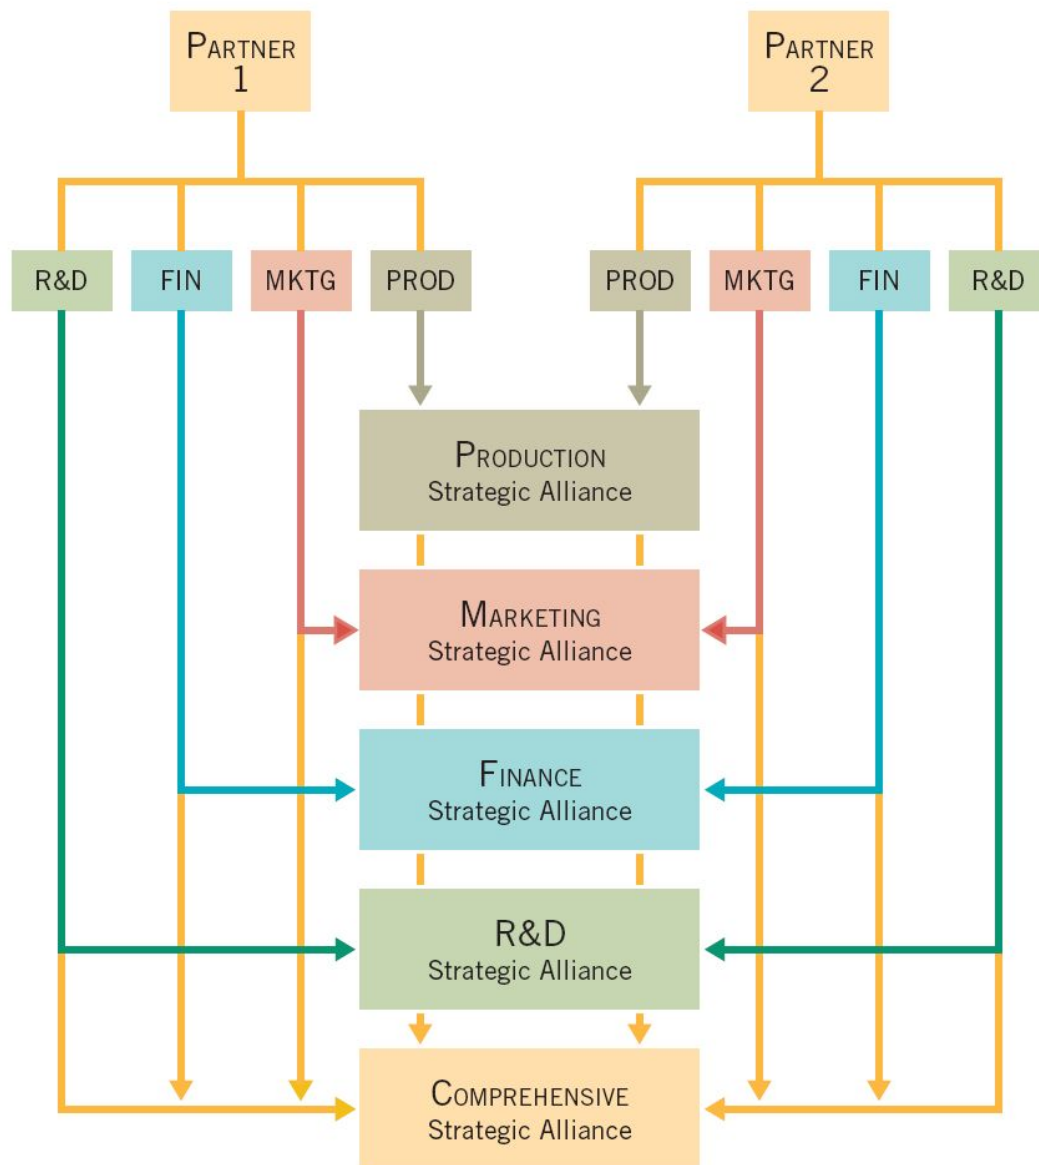 PARTNER
1
PARTNER
2
R&D
FIN
MKTG
PROD
PROD
MKTG
FIN
R&D
PRODUCTION
Strategic Alliance
MARKETING
Strategic Alliance
FINANCE
Strategic Alliance
R&D
Strategic Alliance
COMPREHENSIVE
Strategic Alliance